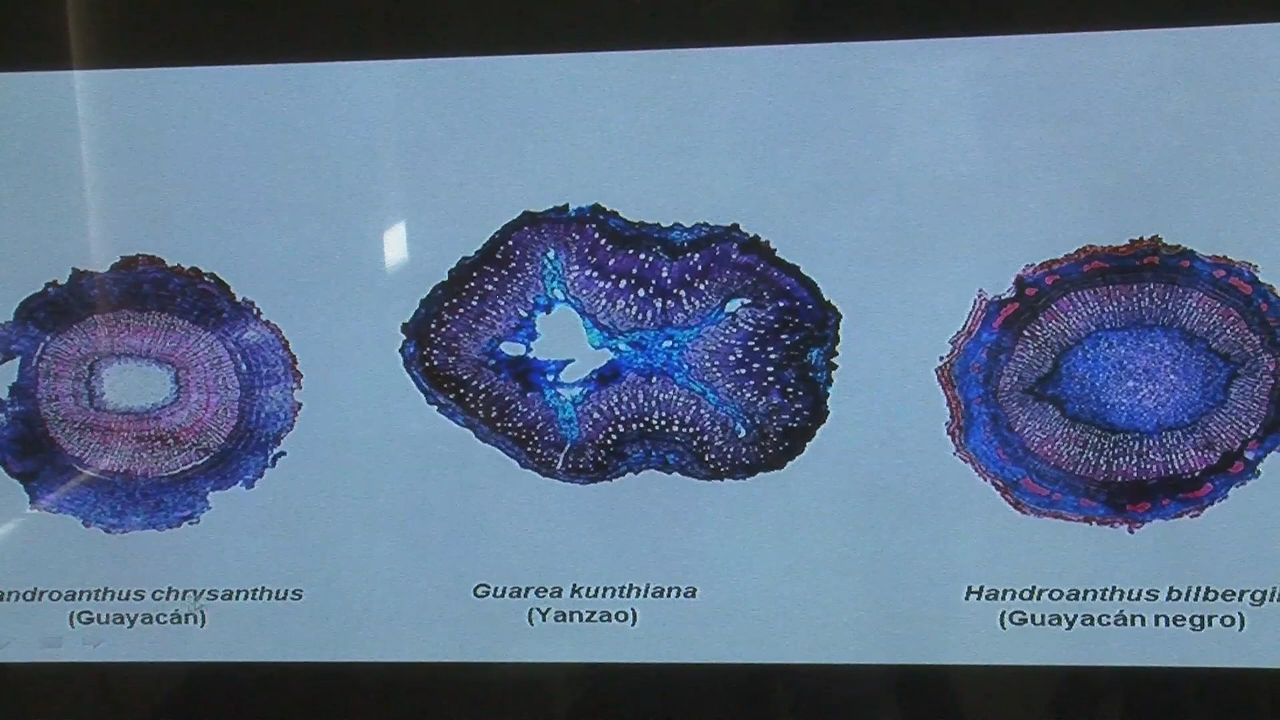 androanthus chrysanthus
(Guayacán)
Guarea kunthiana
(Yanzao)
Handroanthus bilbergii
(Guayacán negro)